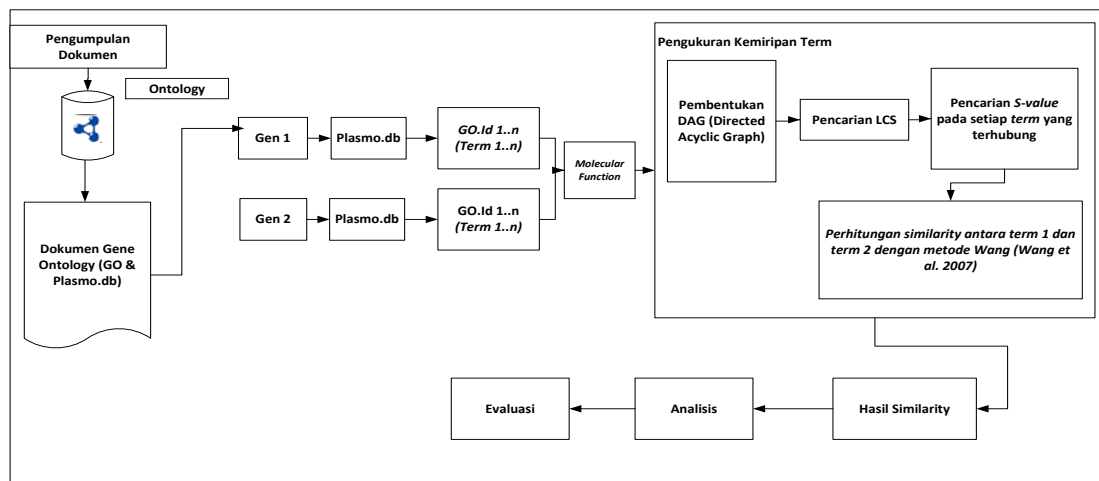 Pengumpulan
Dokumen
Ontology
Dokumen Gene
Ontology (GO &
Plasmo.db)
Gen 1
Plasmo.db
GO.Id 1..n
(Term 1..n)
Gen 2
Plasmo.db
GO.Id 1..n
(Term 1..n)
Molecular
Function
Pengukuran Kemiripan Term
Pembentukan
DAG (Directed
Acyclic Graph)
Pencarian LCS
Pencarian S-value
pada setiap term yang
terhubung
Perhitungan similarity antara term 1 dan
term 2 dengan metode Wang (Wang et
al. 2007)
Hasil Similarity
Analisis
Evaluasi